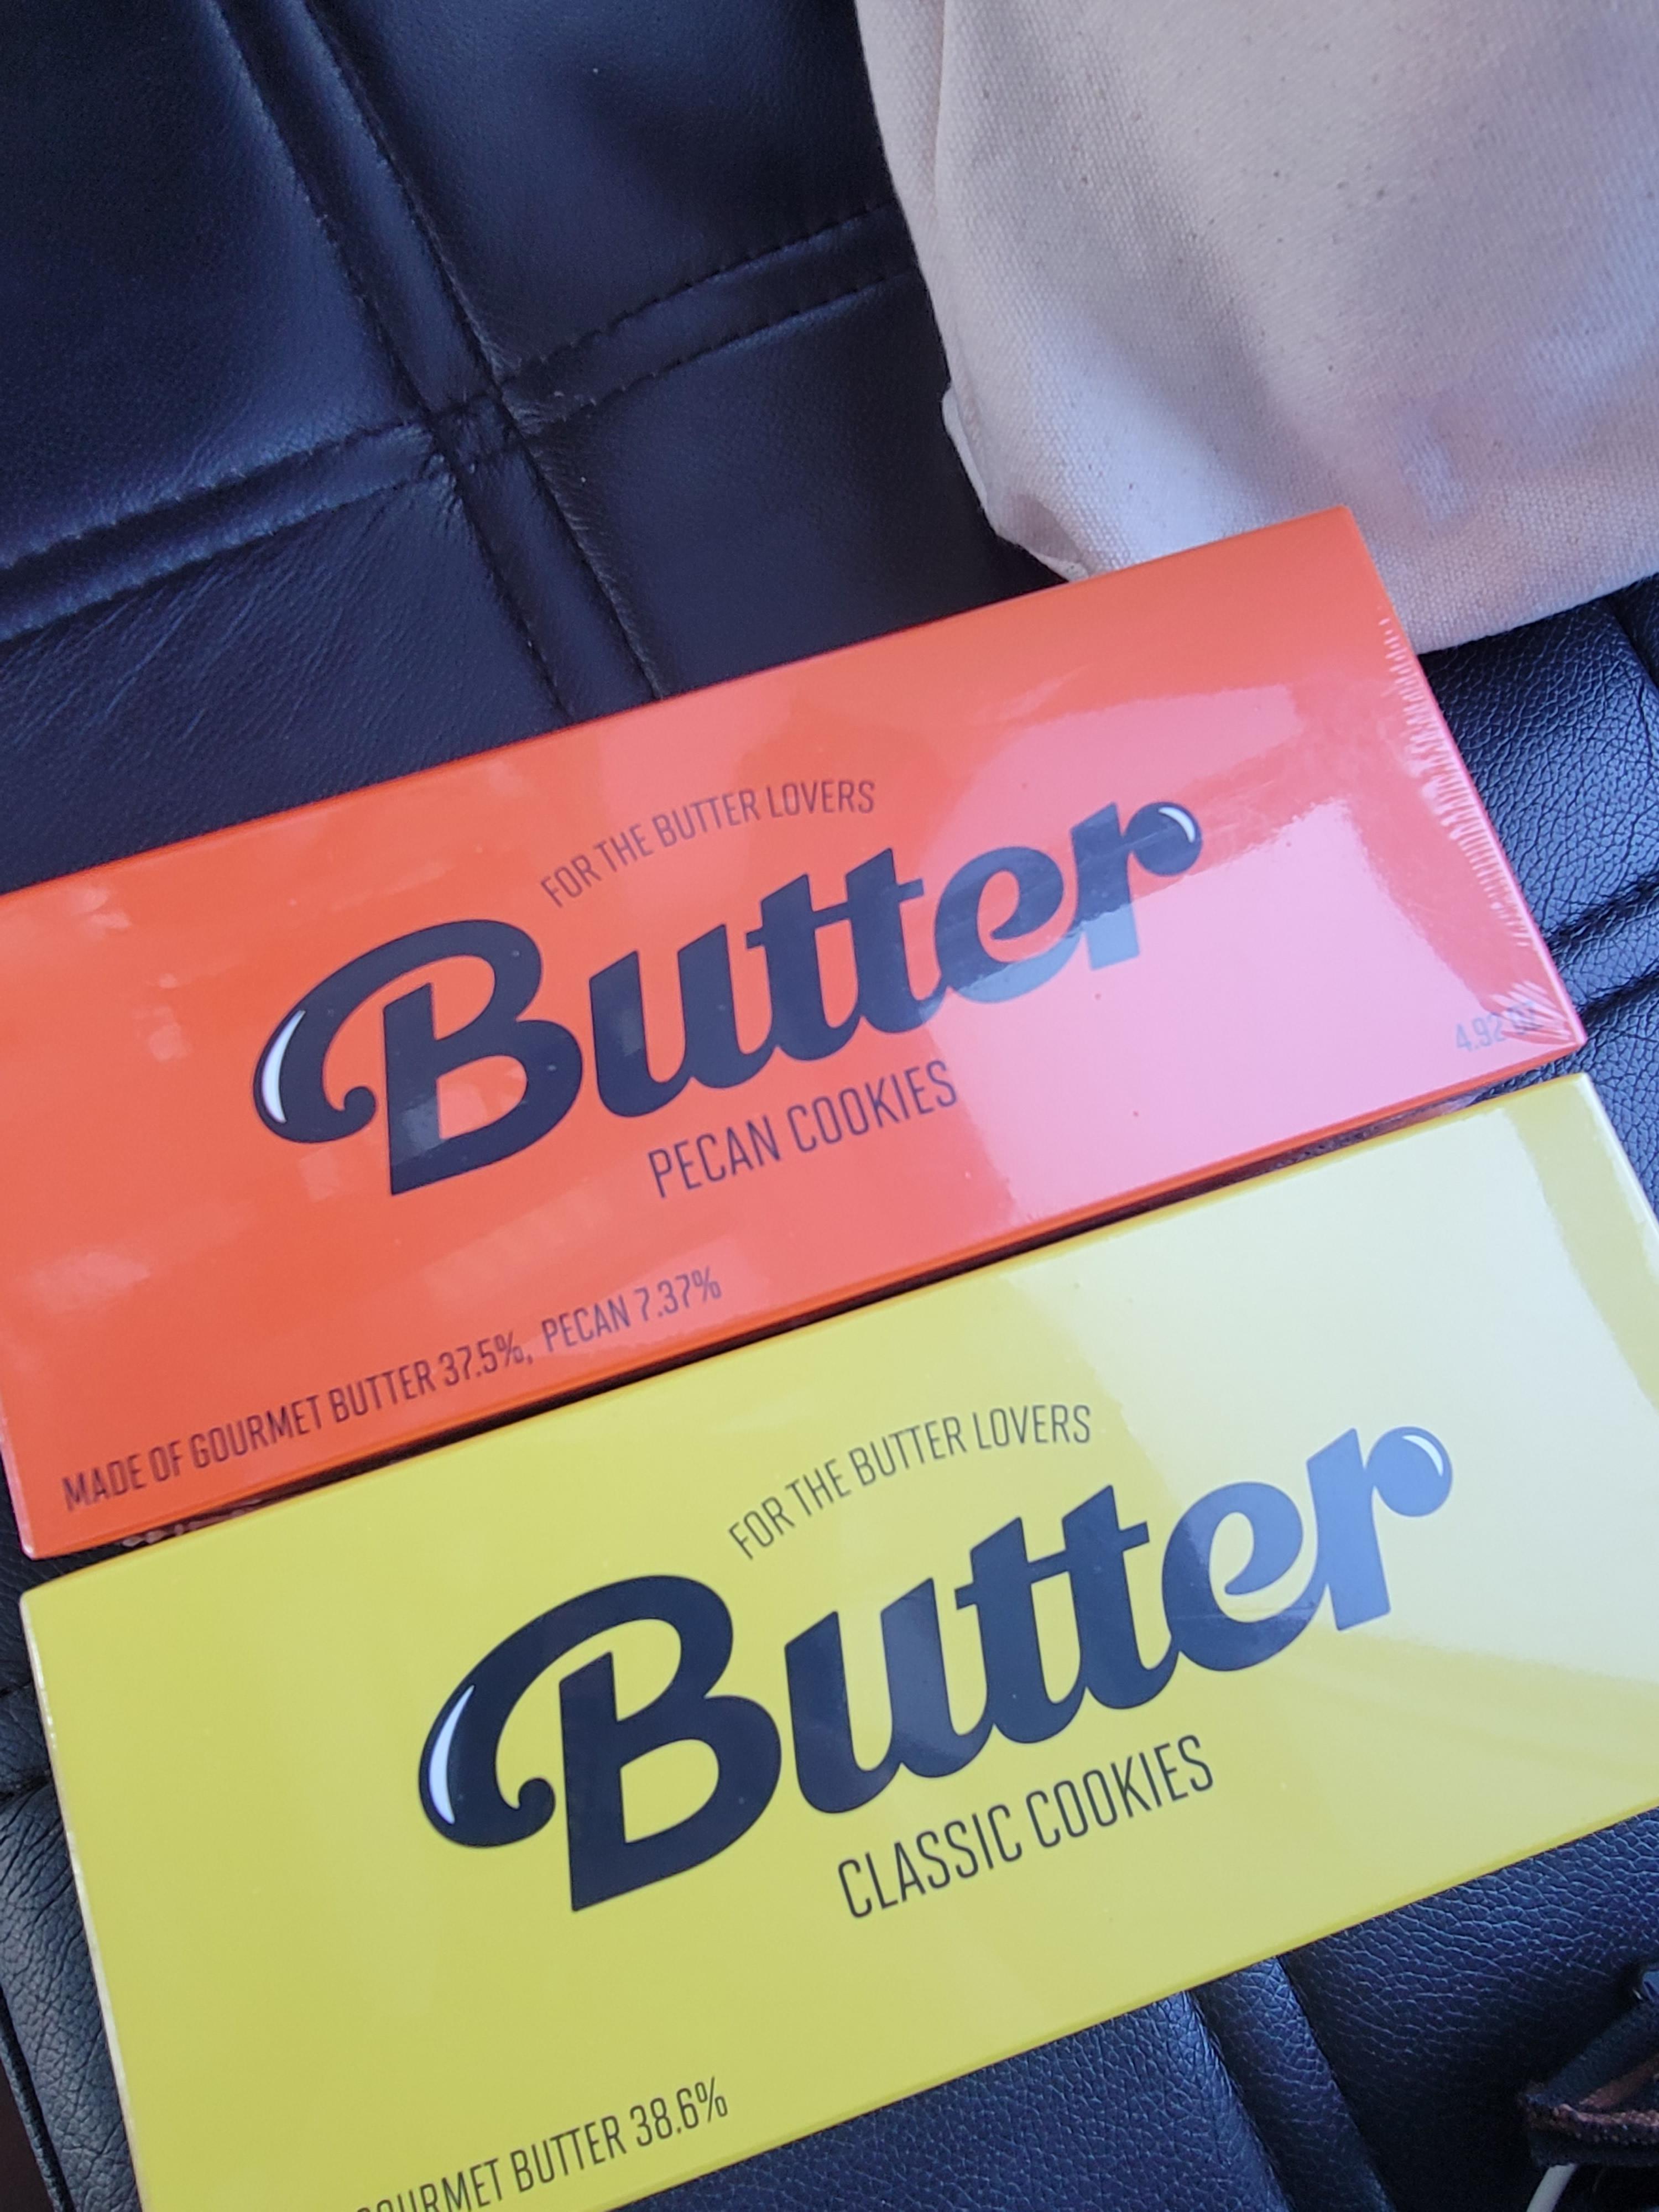 FOR THE BUTTER LOVERS
Butter
PECAN COOKIES
4.92 OZ
MADE OF GOURMET BUTTER 37.5%, PECAN 7.37%
FOR THE BUTTER LOVERS
Butter
CLASSIC COOKIES
GOURMET BUTTER 38.6%